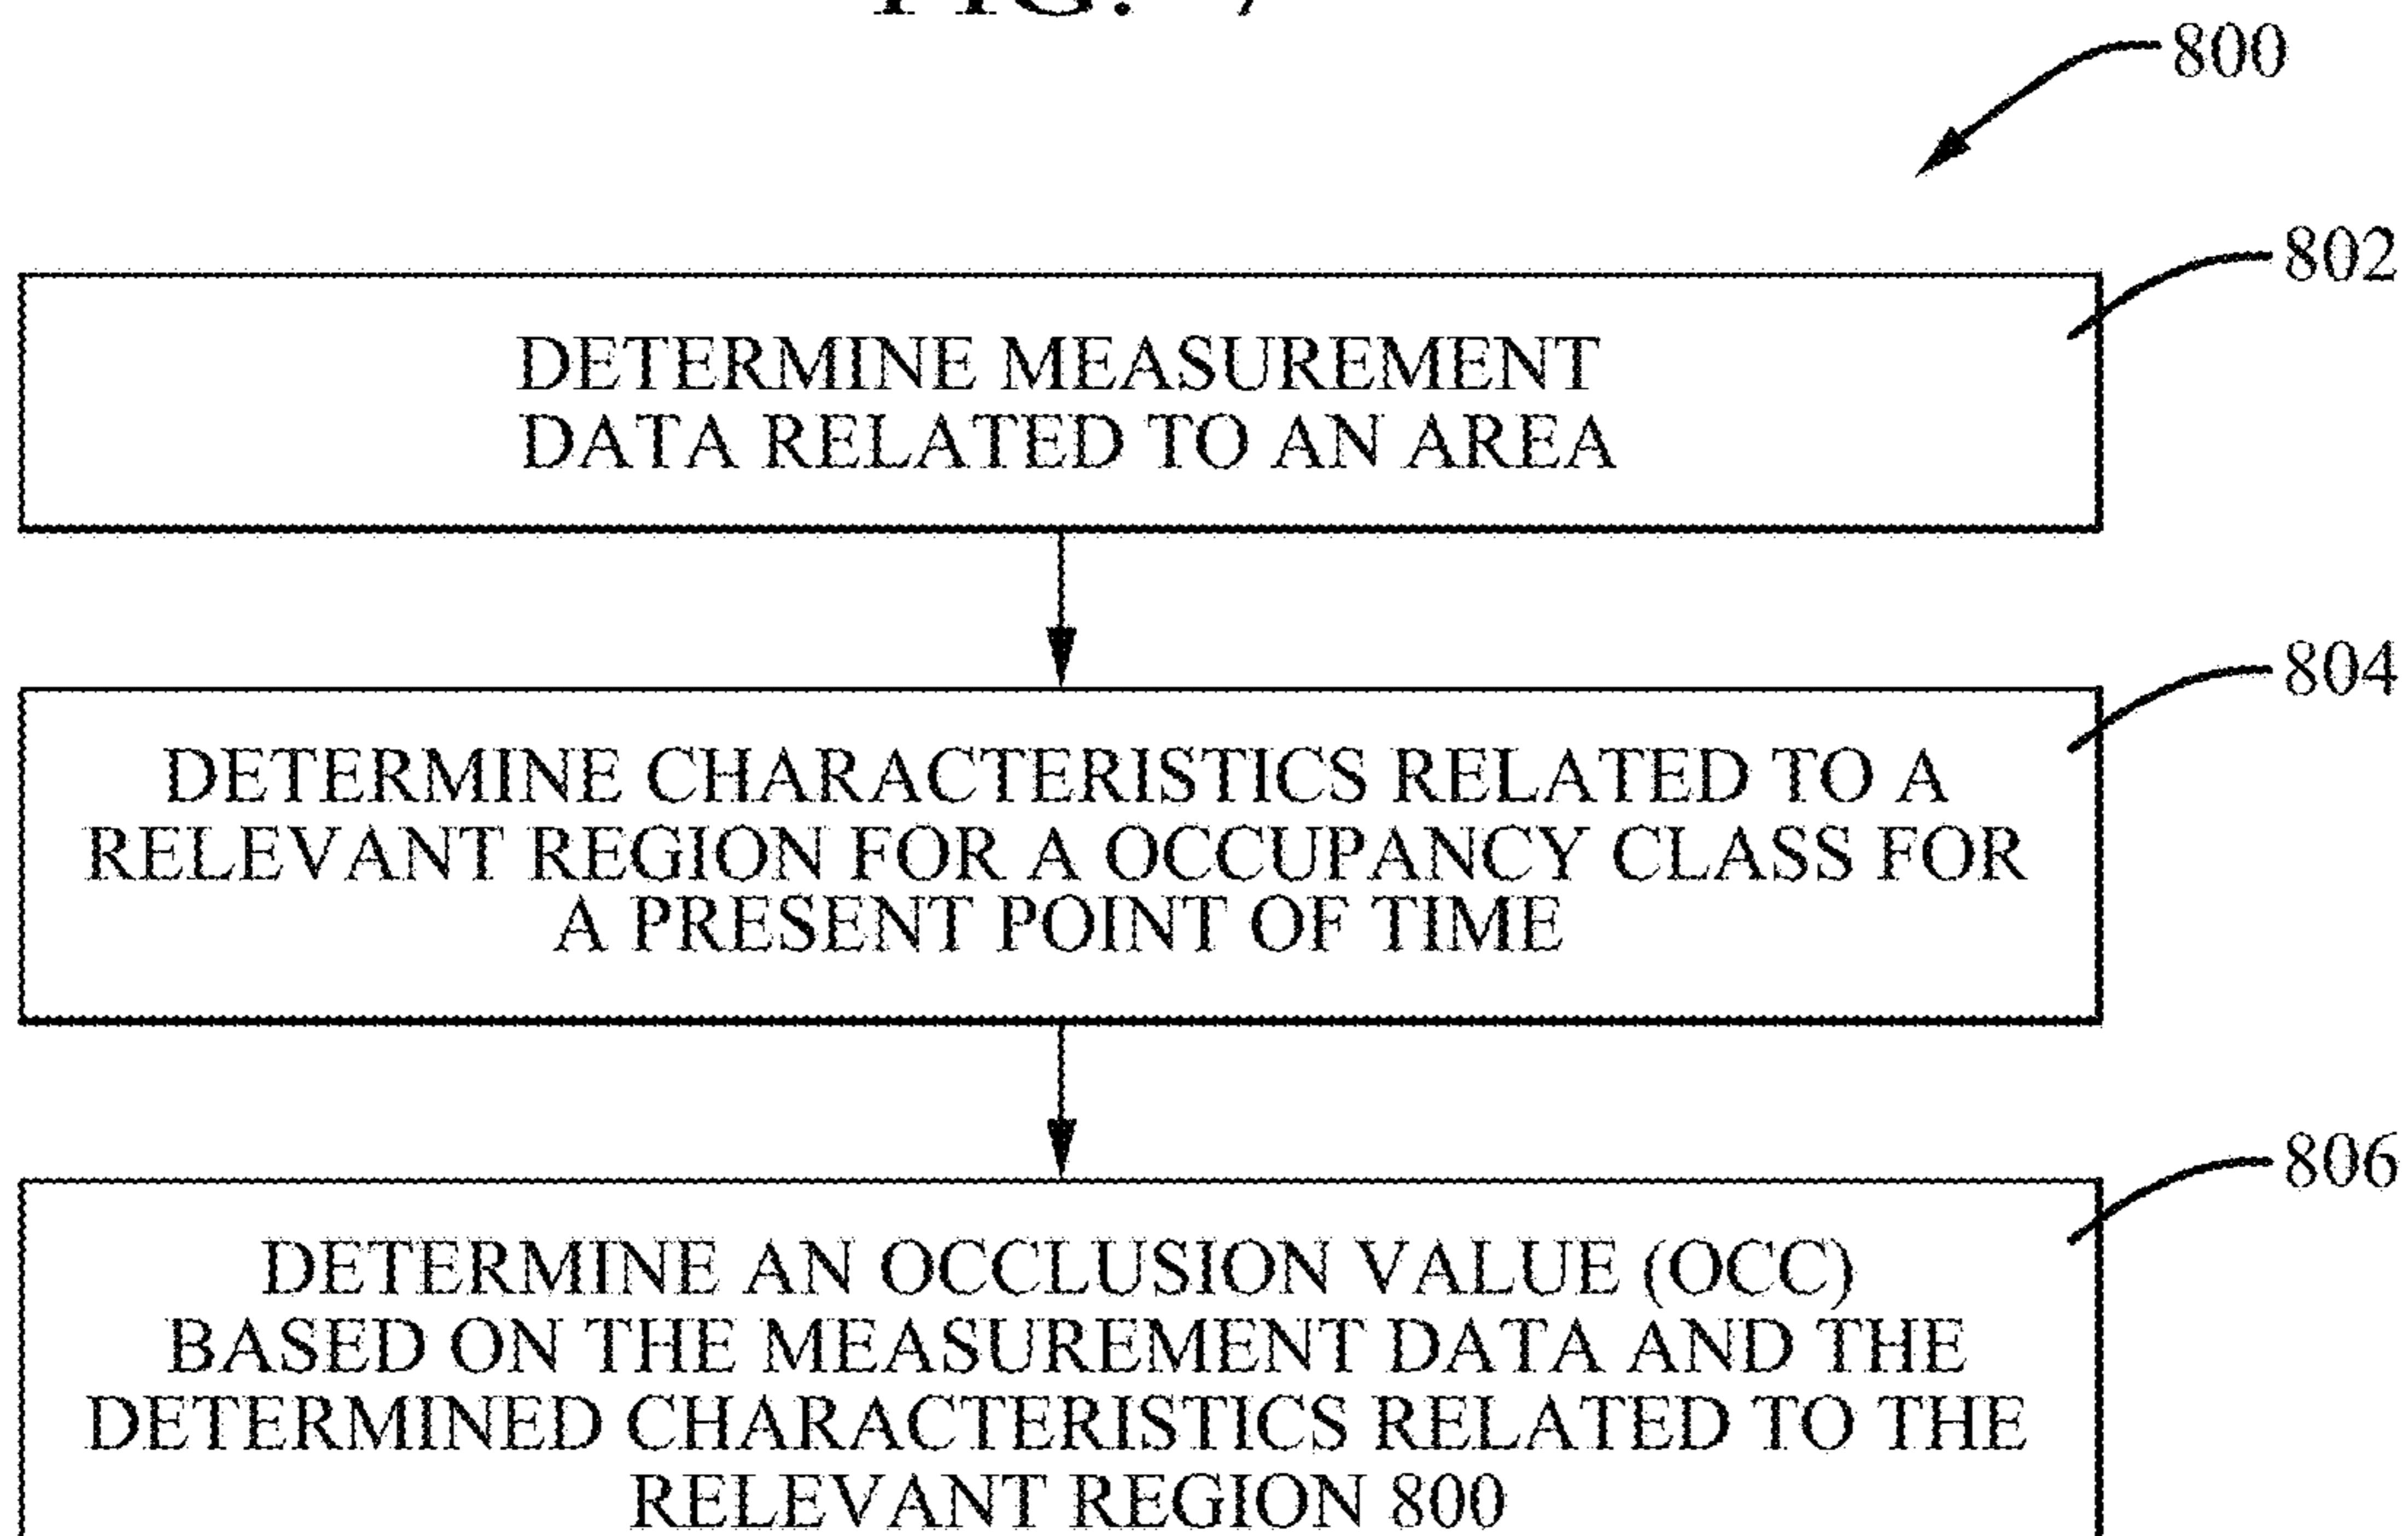 FIG. 7
800
802
DETERMINE MEASUREMENT
DATA RELATED TO AN AREA
804
DETERMINE CHARACTERISTICS RELATED TO A
RELEVANT REGION FOR A OCCUPANCY CLASS FOR
A PRESENT POINT OF TIME
806
DETERMINE AN OCCLUSION VALUE (OCC)
BASED ON THE MEASUREMENT DATA AND THE
DETERMINED CHARACTERISTICS RELATED TO THE
RELEVANT REGION 800